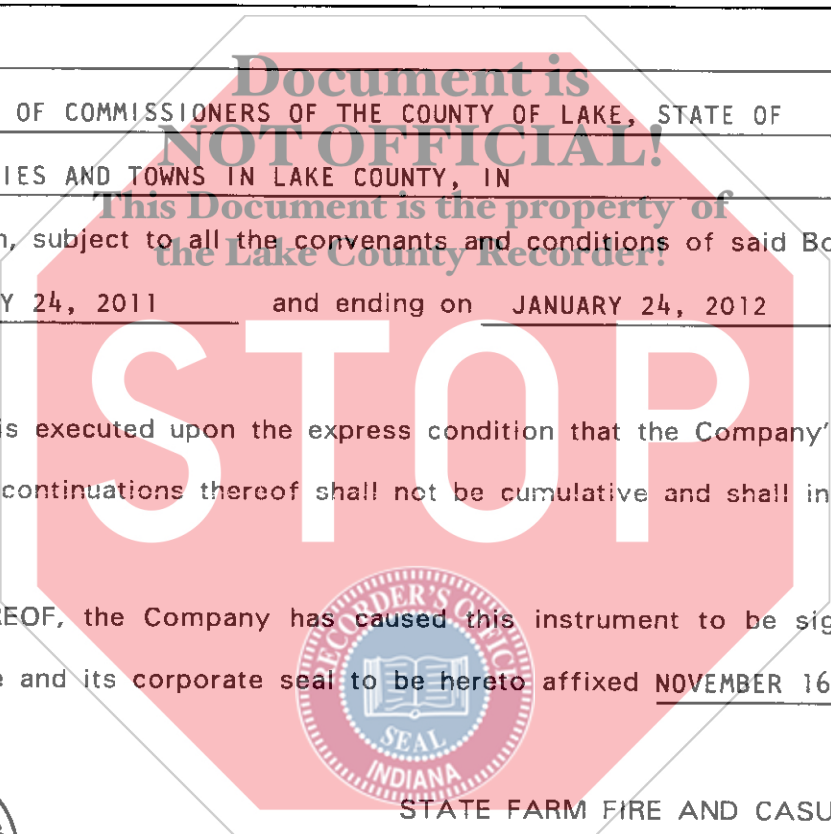 Document is
OF COMMISSIONERS OF THE COUNTY OF LAKE, STATE OF
NOT OFFICIAL!
IES AND TOWNS IN LAKE COUNTY, IN
This Document is the property of
n, subject to all the convenants and conditions of said Bo
the Lake County Recorder!
Y 24, 2011 and ending on JANUARY 24, 2012
STOP
is executed upon the express condition that the Company'
continuations thereof shall not be cumulative and shall in
REOF, the Company has caused this instrument to be sig
e and its corporate seal to be hereto affixed NOVEMBER 16
RECORDER'S OFFICE
SEAL
INDIANA
STATE FARM FIRE AND CASU